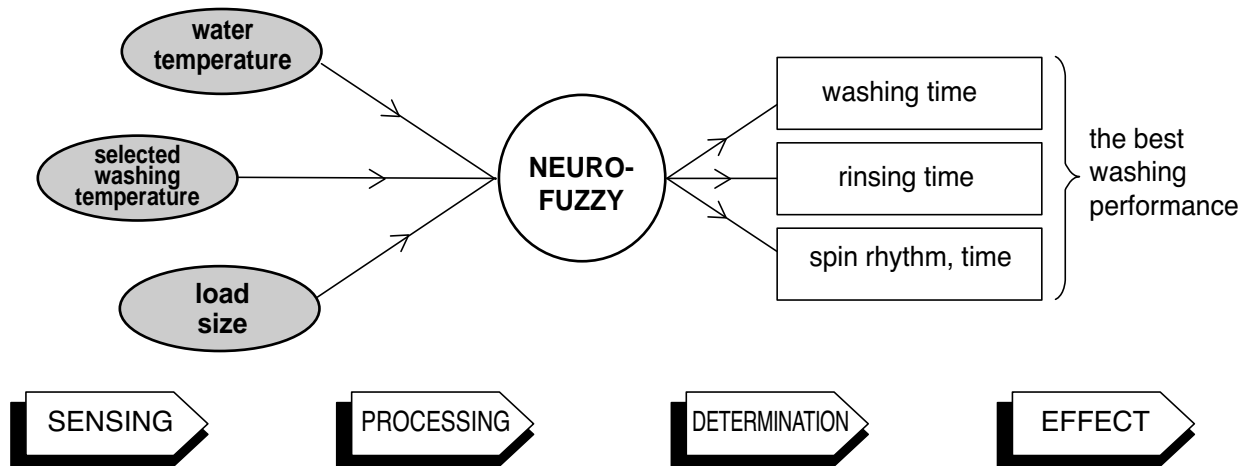 water
temperature
selected
washing
temperature
load
size
NEURO-
FUZZY
washing time
rinsing time
spin rhythm, time
the best
washing
performance
SENSING
PROCESSING
DETERMINATION
EFFECT